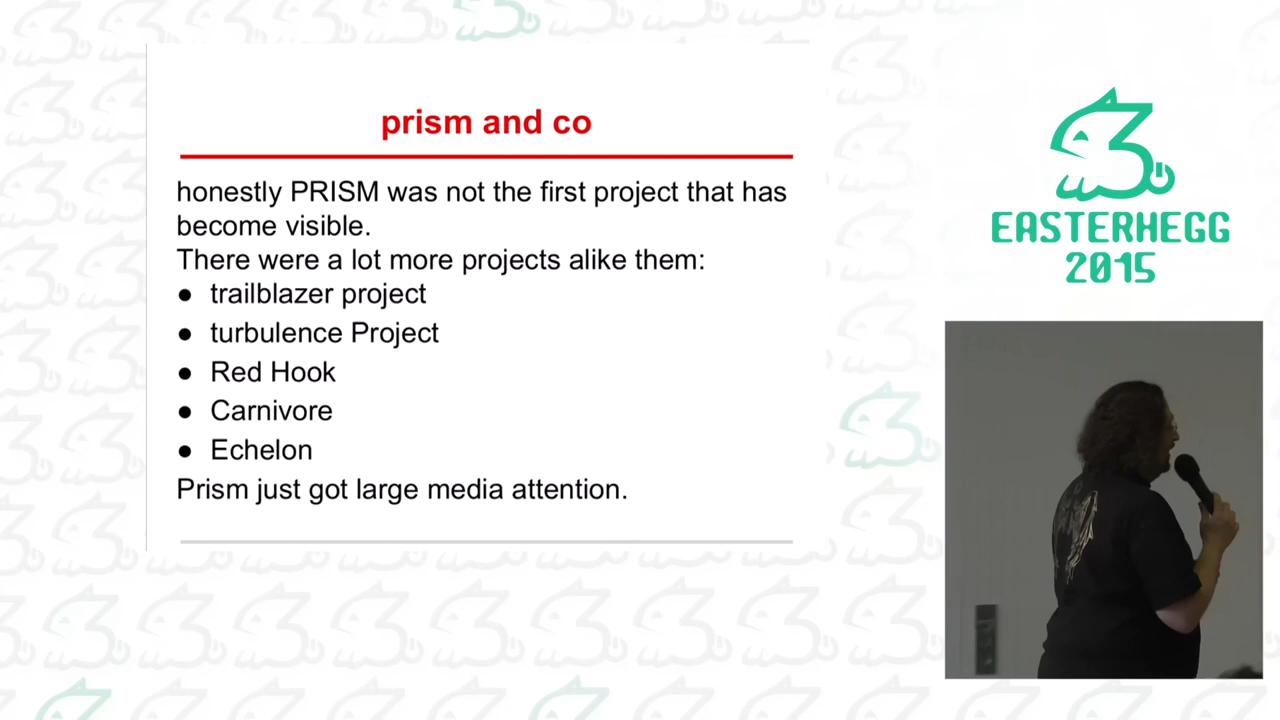 prism and co
honestly PRISM was not the first project that has
become visible.
There were a lot more projects alike them:
● trailblazer project
● turbulence Project
● Red Hook
● Carnivore
● Echelon
Prism just got large media attention.
EASTERHEGG
2015